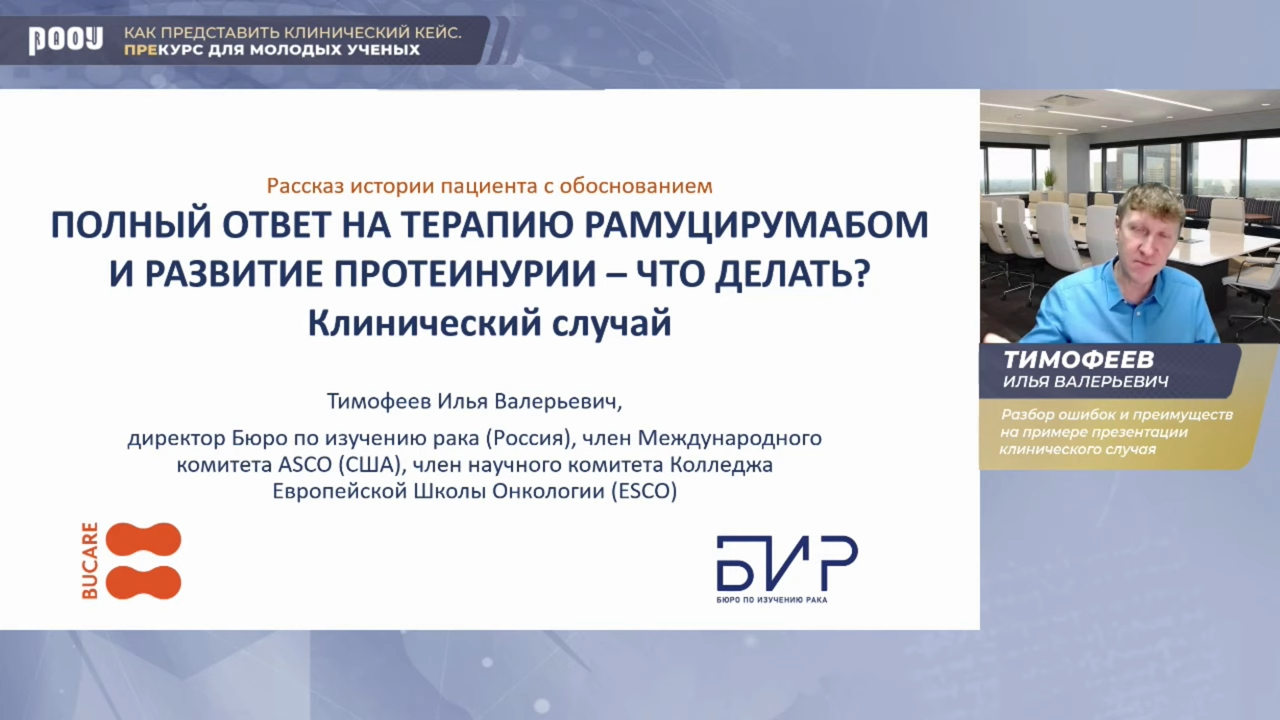 РООУ
КАК ПРЕДСТАВИТЬ КЛИНИЧЕСКИЙ КЕЙС.
ПРЕКУРС ДЛЯ МОЛОДЫХ УЧЕНЫХ
Рассказ истории пациента с обоснованием
ПОЛНЫЙ ОТВЕТ НА ТЕРАПИЮ РАМУЦИРУМАБОМ
И РАЗВИТИЕ ПРОТЕИНУРИИ – ЧТО ДЕЛАТЬ?
Клинический случай
Тимофеев Илья Валерьевич,
директор Бюро по изучению рака (Россия), член Международного
комитета ASCO (США), член научного комитета Колледжа
Европейской Школы Онкологии (ESCO)
BUCARE
БИР
БЮРО ПО ИЗУЧЕНИЮ РАКА
ТИМОФЕЕВ
ИЛЬЯ ВАЛЕРЬЕВИЧ
Разбор ошибок и преимуществ
на примере презентации
клинического случая